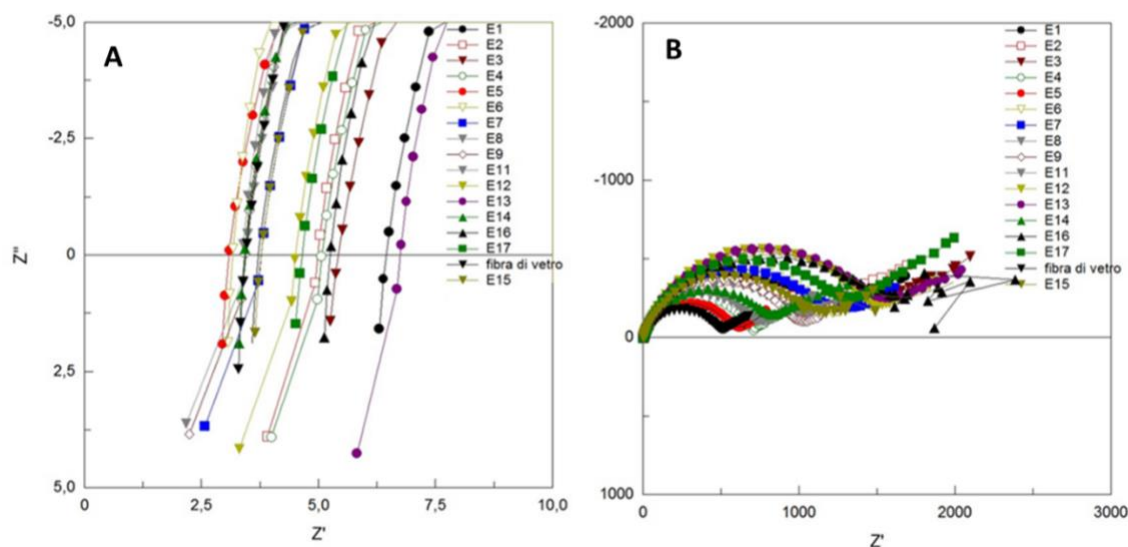 A
-5,0
-2,5
0
2,5
5,0
Z''
0
2,5
5,0
7,5
10,0
Z'
E1
E2
E3
E4
E5
E6
E7
E8
E9
E11
E12
E13
E14
E16
E17
fibra di vetro
E15
B
-2000
-1000
0
1000
0
1000
2000
3000
Z'
E1
E2
E3
E4
E5
E6
E7
E8
E9
E11
E12
E13
E14
E16
E17
fibra di vetro
E15